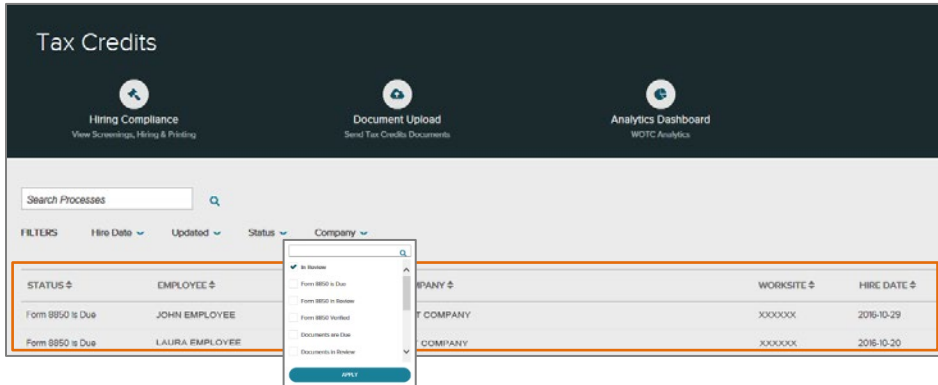 Tax Credits
Hiring Compliance
View Screenings, Hiring & Printing
Document Upload
Send Tax Credits Documents
Analytics Dashboard
WOTC Analytics
Search Processes
FILTERS Hire Date Updated Status Company
In Review
Form 8850 is Due
Form 8850 in Review
Form 8850 Verified
Documents are Due
Documents in Review
APPLY
STATUS EMPLOYEE MPANY WORKSITE HIRE DATE
Form 8850 is Due JOHN EMPLOYEE T COMPANY XXXXXX 2016-10-29
Form 8850 is Due LAURA EMPLOYEE COMPANY XXXXXX 2016-10-20